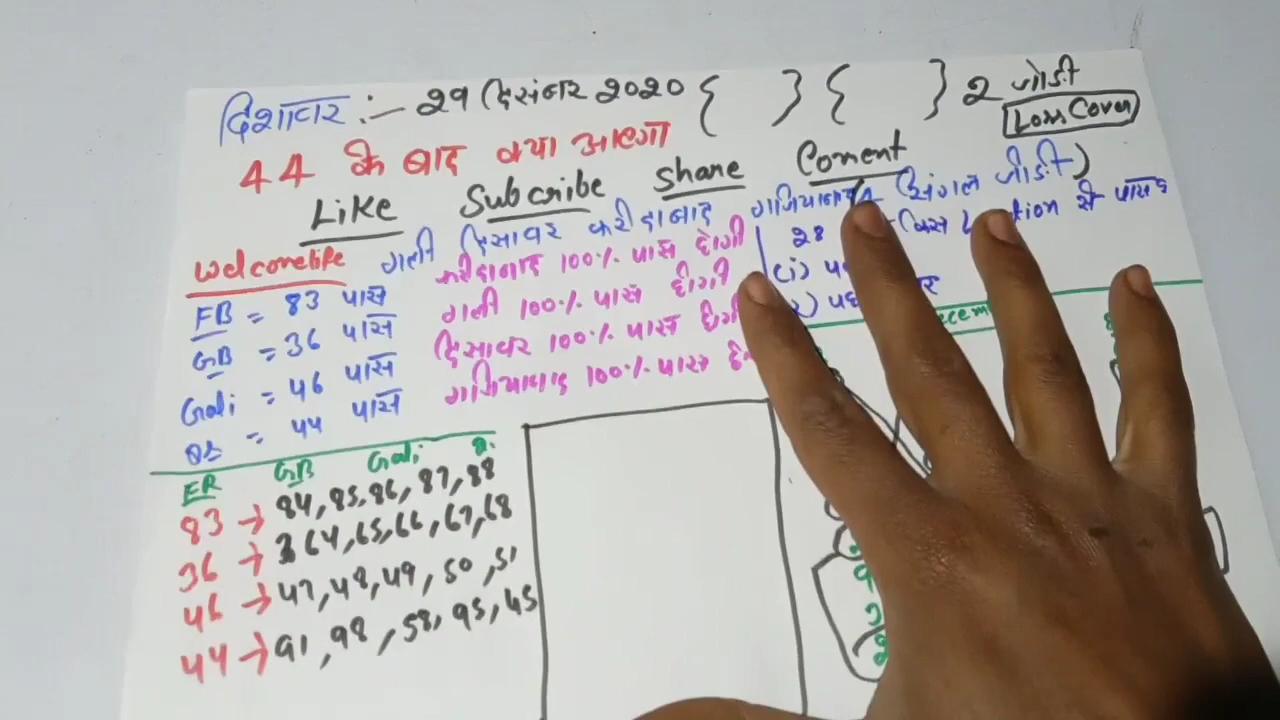 दिशावर :- 29 दिसंबर 2020 { } { } 2 जोडी
Loss Cover
44 के बाद क्या आएगा
Like Subcribe Share Coment
गली दिसावर फरीदाबाद गाजियाबाद सिंगल जोडी)
Welcomelife
FB = 83 पास
GB = 36 पास
Gali = 46 पास
DS = 44 पास
फरीदाबाद 100% पास होगी
गली 100% पास होगी
दिसावर 100% पास होगी
गाजियाबाद 100% पास
28
से पास
(i)
ER GB Gali
83 → 84, 85, 86, 87, 88
36 → 64, 65, 66, 67, 68
46 → 47, 48, 49, 50, 51
44 → 91, 98, 58, 95, 45